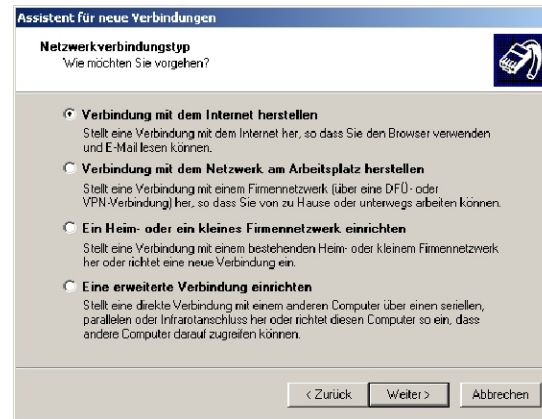 Assistent für neue Verbindungen
Netzwerkverbindungstyp
Wie möchten Sie vorgehen?
Verbindung mit dem Internet herstellen
Stellt eine Verbindung mit dem Internet her, so dass Sie den Browser verwenden
und E-Mail lesen können.
Verbindung mit dem Netzwerk am Arbeitsplatz herstellen
Stellt eine Verbindung mit einem Firmennetzwerk (über eine DFÜ- oder
VPN-Verbindung) her, so dass Sie von zu Hause oder unterwegs arbeiten können.
Ein Heim- oder ein kleines Firmennetzwerk einrichten
Stellt eine Verbindung mit einem bestehenden Heim- oder kleinem Firmennetzwerk
her oder richtet eine neue Verbindung ein.
Eine erweiterte Verbindung einrichten
Stellt eine direkte Verbindung mit einem anderen Computer über einen seriellen,
parallelen oder Infrarotanschluss her oder richtet diesen Computer so ein, dass
andere Computer darauf zugreifen können.
< Zurück Weiter > Abbrechen